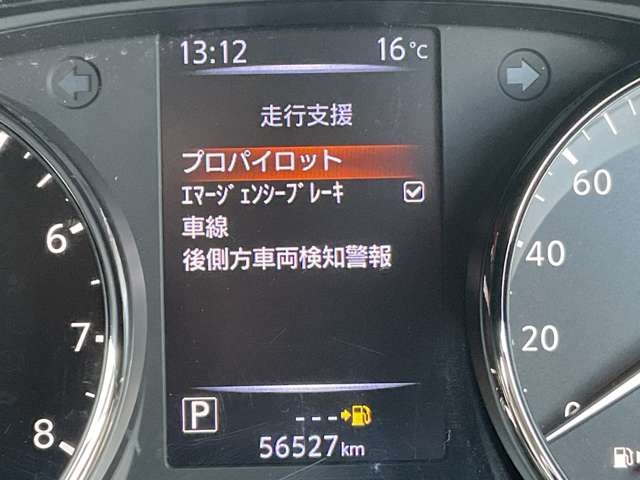 13:12 16℃
走行支援
プロパイロット
ｴﾏｰｼﾞｪﾝｼｰﾌﾞﾚｰｷ
車線
後側方車両検知警報
P ---
56527km
6
7
8
60
40
20
0